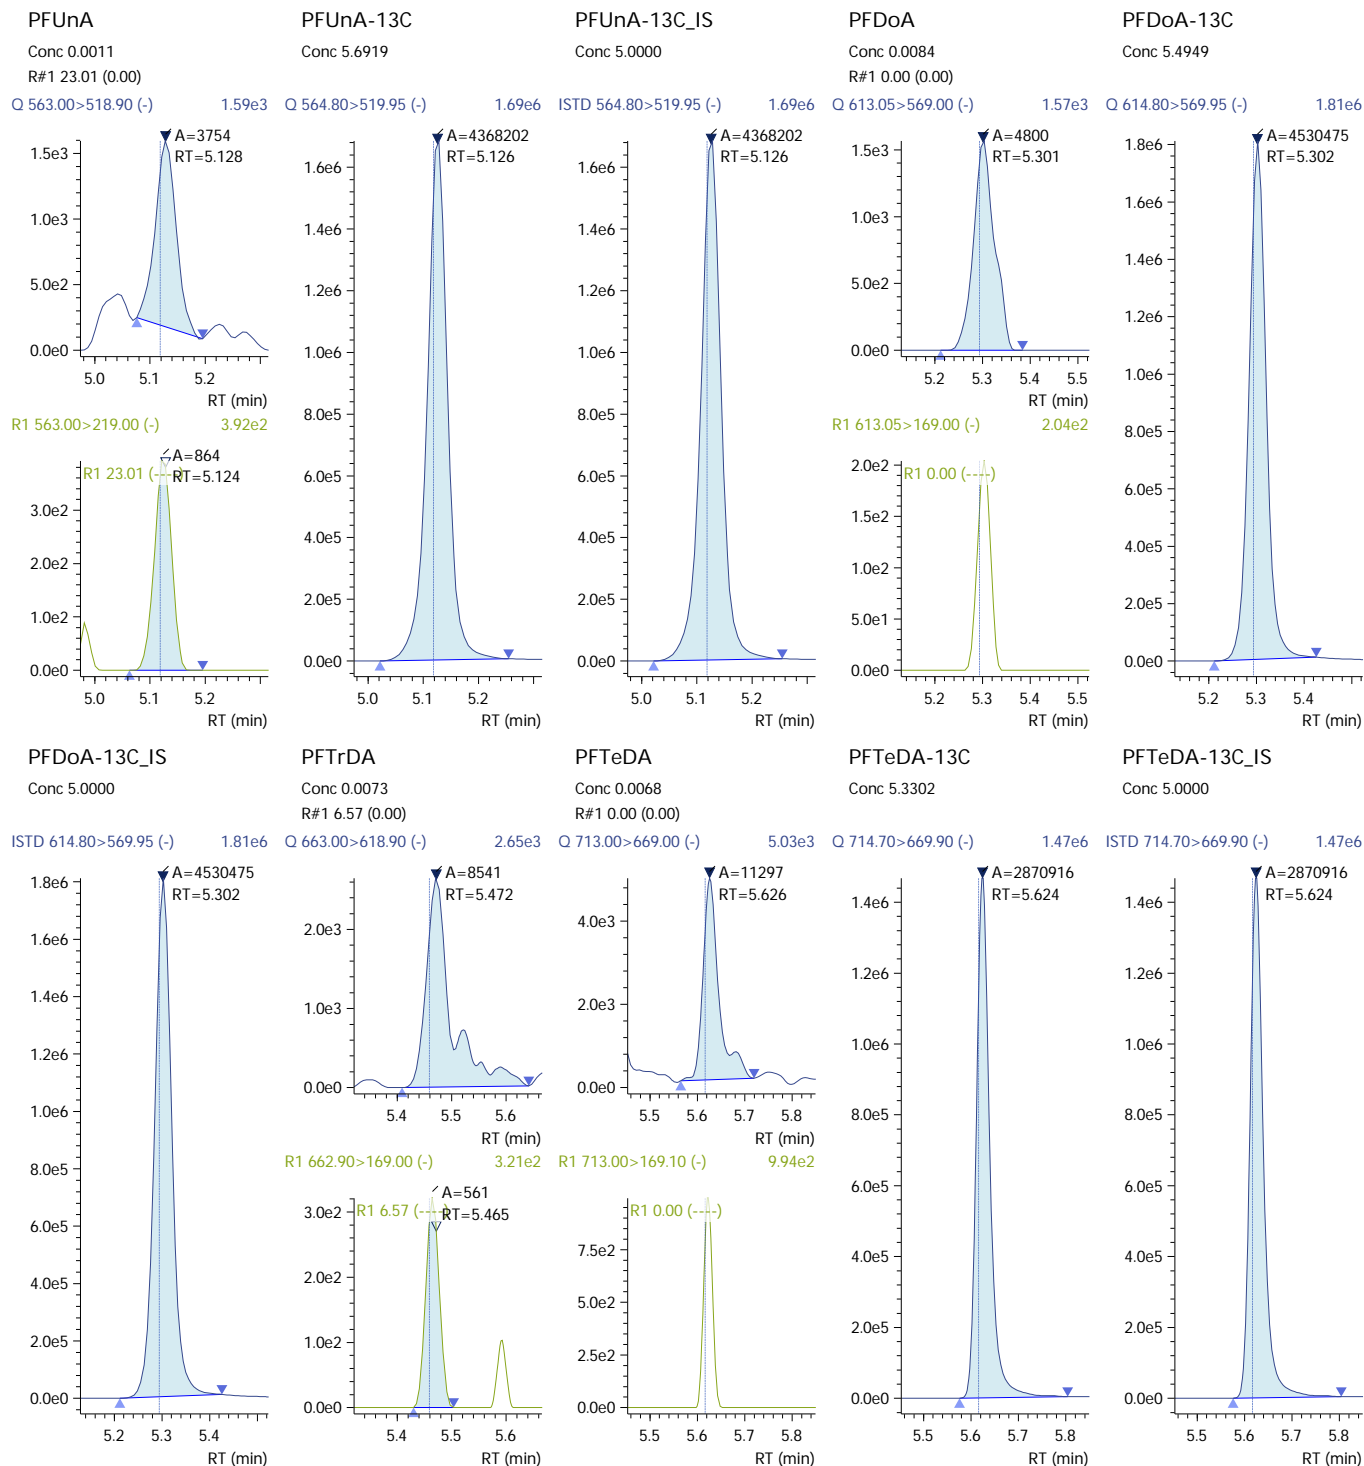 PFUnA
Conc 0.0011
R#1 23.01 (0.00)
Q 563.00>518.90 (-) 1.59e3
A=3754
RT=5.128
1.5e3
1.0e3
5.0e2
0.0e0
5.0 5.1 5.2
RT (min)
R1 563.00>219.00 (-) 3.92e2
R1 23.01 (----)
A=864
RT=5.124
3.0e2
2.0e2
1.0e2
0.0e0
5.0 5.1 5.2
RT (min)
PFUnA-13C
Conc 5.6919
Q 564.80>519.95 (-) 1.69e6
A=4368202
RT=5.126
1.6e6
1.4e6
1.2e6
1.0e6
8.0e5
6.0e5
4.0e5
2.0e5
0.0e0
5.0 5.1 5.2
RT (min)
PFUnA-13C_IS
Conc 5.0000
ISTD 564.80>519.95 (-) 1.69e6
A=4368202
RT=5.126
1.6e6
1.4e6
1.2e6
1.0e6
8.0e5
6.0e5
4.0e5
2.0e5
0.0e0
5.0 5.1 5.2
RT (min)
PFDoA
Conc 0.0084
R#1 0.00 (0.00)
Q 613.05>569.00 (-) 1.57e3
A=4800
RT=5.301
1.5e3
1.0e3
5.0e2
0.0e0
5.2 5.3 5.4 5.5
RT (min)
R1 613.05>169.00 (-) 2.04e2
R1 0.00 (----)
2.0e2
1.5e2
1.0e2
5.0e1
0.0e0
5.2 5.3 5.4 5.5
RT (min)
PFDoA-13C
Conc 5.4949
Q 614.80>569.95 (-) 1.81e6
A=4530475
RT=5.302
1.8e6
1.6e6
1.4e6
1.2e6
1.0e6
8.0e5
6.0e5
4.0e5
2.0e5
0.0e0
5.2 5.3 5.4
RT (min)
PFDoA-13C_IS
Conc 5.0000
ISTD 614.80>569.95 (-) 1.81e6
A=4530475
RT=5.302
1.8e6
1.6e6
1.4e6
1.2e6
1.0e6
8.0e5
6.0e5
4.0e5
2.0e5
0.0e0
5.2 5.3 5.4
RT (min)
PFTrDA
Conc 0.0073
R#1 6.57 (0.00)
Q 663.00>618.90 (-) 2.65e3
A=8541
RT=5.472
2.0e3
1.0e3
0.0e0
5.4 5.5 5.6
RT (min)
R1 662.90>169.00 (-) 3.21e2
R1 6.57 (----)
A=561
RT=5.465
3.0e2
2.0e2
1.0e2
0.0e0
5.4 5.5 5.6
RT (min)
PFTeDA
Conc 0.0068
R#1 0.00 (0.00)
Q 713.00>669.00 (-) 5.03e3
A=11297
RT=5.626
4.0e3
2.0e3
0.0e0
5.5 5.6 5.7 5.8
RT (min)
R1 713.00>169.10 (-) 9.94e2
R1 0.00 (----)
7.5e2
5.0e2
2.5e2
0.0e0
5.5 5.6 5.7 5.8
RT (min)
PFTeDA-13C
Conc 5.3302
Q 714.70>669.90 (-) 1.47e6
A=2870916
RT=5.624
1.4e6
1.2e6
1.0e6
8.0e5
6.0e5
4.0e5
2.0e5
0.0e0
5.5 5.6 5.7 5.8
RT (min)
PFTeDA-13C_IS
Conc 5.0000
ISTD 714.70>669.90 (-) 1.47e6
A=2870916
RT=5.624
1.4e6
1.2e6
1.0e6
8.0e5
6.0e5
4.0e5
2.0e5
0.0e0
5.5 5.6 5.7 5.8
RT (min)